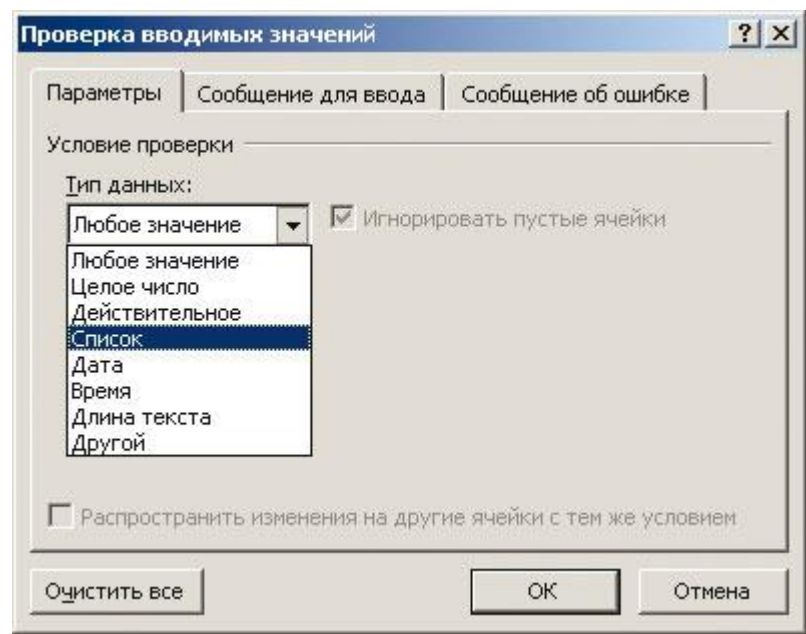 Проверка вводимых значений
Параметры
Сообщение для ввода
Сообщение об ошибке
Условие проверки
Тип данных:
Любое значение
Игнорировать пустые ячейки
Любое значение
Целое число
Действительное
Список
Дата
Время
Длина текста
Другой
Распространить изменения на другие ячейки с тем же условием
Очистить все
ОК
Отмена